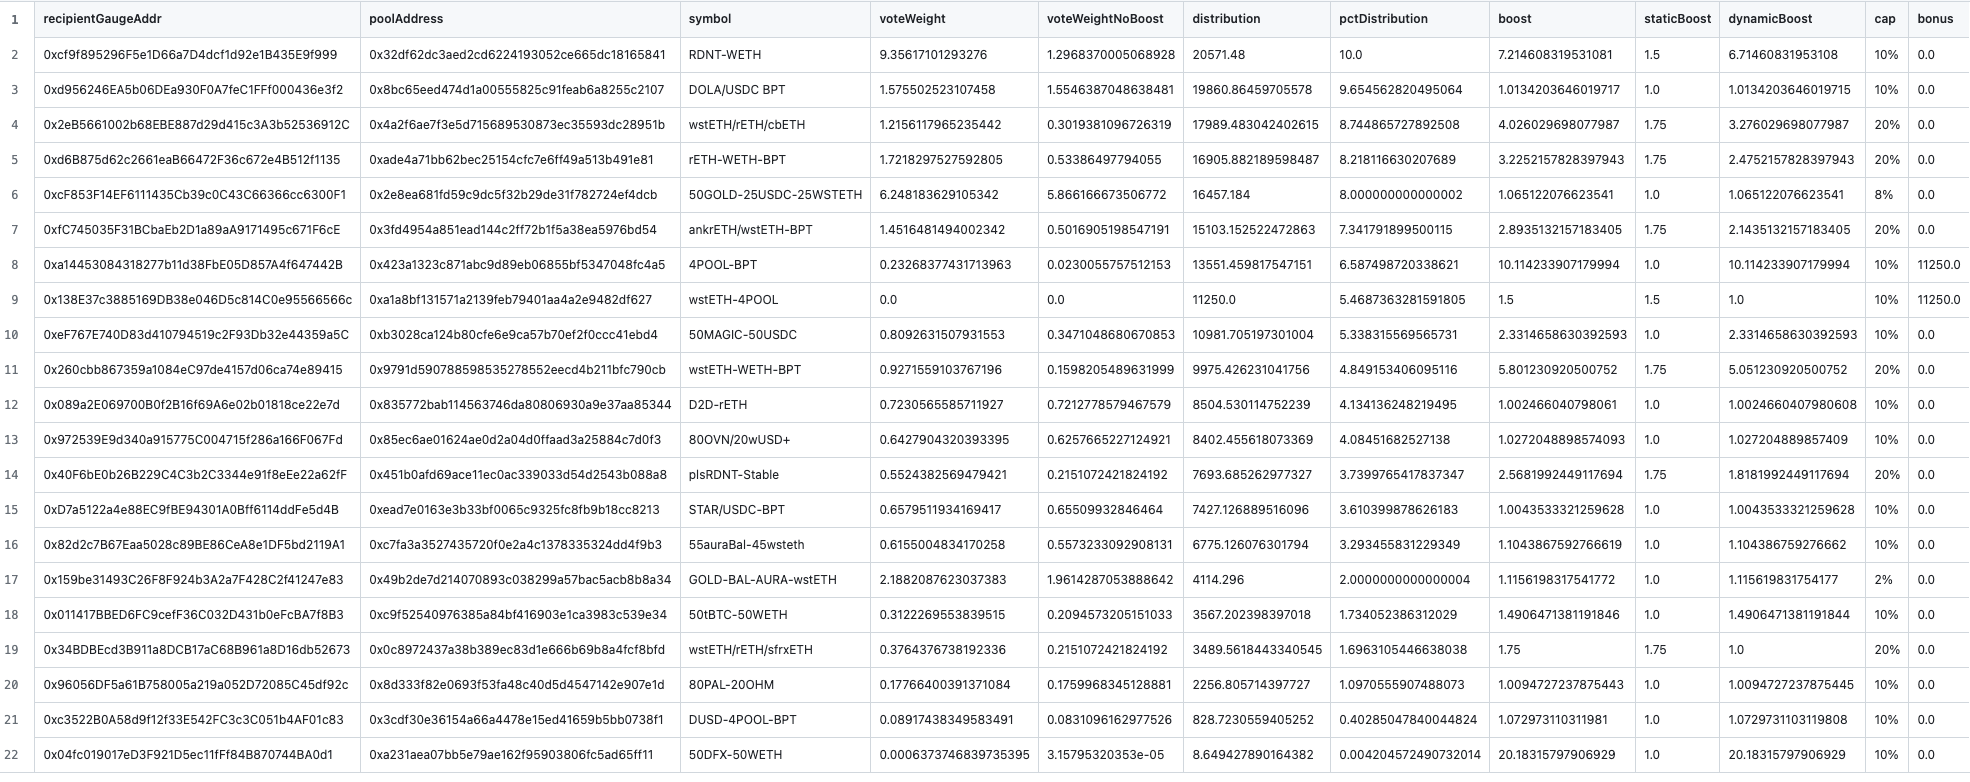 1 recipientGaugeAddr poolAddress symbol voteWeight voteWeightNoBoost distribution pctDistribution boost staticBoost dynamicBoost cap bonus
2 0xcf9f895296F5e1D66a7D4dcf1d92e1B435E9f999 0x32df62dc3aed2cd6224193052ce665dc18165841 RDNT-WETH 9.35617101293276 1.2968370005068928 20571.48 10.0 7.214608319531081 1.5 6.71460831953108 10% 0.0
3 0xd956246EA5b06DEa930F0A7feC1FFf000436e3f2 0x8bc65eed474d1a00555825c91feab6a8255c2107 DOLA/USDC BPT 1.575502523107458 1.5546387048638481 19860.86459705578 9.654562820495064 1.0134203646019717 1.0 1.0134203646019715 10% 0.0
4 0x2eB5661002b68EBE887d29d415c3A3b52536912C 0x4a2f6ae7f3e5d715689530873ec35593dc28951b wstETH/rETH/cbETH 1.2156117965235442 0.3019381096726319 17989.483042402615 8.744865727892508 4.026029698077987 1.75 3.276029698077987 20% 0.0
5 0xd6B875d62c2661eaB66472F36c672e4B512f1135 0xade4a71bb62bec25154cfc7e6ff49a513b491e81 rETH-WETH-BPT 1.7218297527592805 0.53386497794055 16905.882189598487 8.218116630207689 3.2252157828397943 1.75 2.4752157828397943 20% 0.0
6 0xcF853F14EF6111435Cb39c0C43C66366cc6300F1 0x2e8ea681fd59c9dc5f32b29de31f782724ef4dcb 50GOLD-25USDC-25WSTETH 6.248183629105342 5.866166673506772 16457.184 8.000000000000002 1.065122076623541 1.0 1.065122076623541 8% 0.0
7 0xfC745035F31BCbaEb2D1a89aA9171495c671F6cE 0x3fd4954a851ead144c2ff72b1f5a38ea5976bd54 ankrETH/wstETH-BPT 1.4516481494002342 0.5016905198547191 15103.152522472863 7.341791899500115 2.8935132157183405 1.75 2.1435132157183405 20% 0.0
8 0xa14453084318277b11d38FbE05D857A4f647442B 0x423a1323c871abc9d89eb06855bf5347048fc4a5 4POOL-BPT 0.23268377431713963 0.0230055757512153 13551.459817547151 6.587498720338621 10.114233907179994 1.0 10.114233907179994 10% 11250.0
9 0x138E37c3885169DB38e046D5c814C0e95566566c 0xa1a8bf131571a2139feb79401aa4a2e9482df627 wstETH-4POOL 0.0 0.0 11250.0 5.4687363281591805 1.5 1.5 1.0 10% 11250.0
10 0xeF767E740D83d410794519c2F93Db32e44359a5C 0xb3028ca124b80cfe6e9ca57b70ef2f0ccc41ebd4 50MAGIC-50USDC 0.8092631507931553 0.3471048680670853 10981.705197301004 5.338315569565731 2.3314658630392593 1.0 2.3314658630392593 10% 0.0
11 0x260cbb867359a1084eC97de4157d06ca74e89415 0x9791d590788598535278552eecd4b211bfc790cb wstETH-WETH-BPT 0.9271559103767196 0.1598205489631999 9975.426231041756 4.849153406095116 5.801230920500752 1.75 5.051230920500752 20% 0.0
12 0x089a2E069700B0f2B16f69A6e02b01818ce22e7d 0x835772bab114563746da80806930a9e37aa85344 D2D-rETH 0.7230565585711927 0.7212778579467579 8504.530114752239 4.134136248219495 1.002466040798061 1.0 1.0024660407980608 10% 0.0
13 0x972539E9d340a915775C004715f286a166F067Fd 0x85ec6ae01624ae0d2a04d0ffaad3a25884c7d0f3 80OVN/20wUSD+ 0.6427904320393395 0.6257665227124921 8402.455618073369 4.08451682527138 1.0272048898574093 1.0 1.027204889857409 10% 0.0
14 0x40F6bE0b26B229C4C3b2C3344e91f8eEe22a62fF 0x451b0afd69ace11ec0ac339033d54d2543b088a8 plsRDNT-Stable 0.5524382569479421 0.2151072421824192 7693.685262977327 3.7399765417837347 2.5681992449117694 1.75 1.8181992449117694 20% 0.0
15 0xD7a5122a4e88EC9fBE94301A0Bff6114ddFe5d4B 0xead7e0163e3b33bf0065c9325fc8fb9b18cc8213 STAR/USDC-BPT 0.6579511934169417 0.65509932846464 7427.126889516096 3.610399878626183 1.0043533321259628 1.0 1.0043533321259628 10% 0.0
16 0x82d2c7B67Eaa5028c89BE86CeA8e1DF5bd2119A1 0xc7fa3a3527435720f0e2a4c1378335324dd4f9b3 55auraBal-45wsteth 0.6155004834170258 0.5573233092908131 6775.126076301794 3.293455831229349 1.1043867592766619 1.0 1.104386759276662 10% 0.0
17 0x159be31493C26F8F924b3A2a7F428C2f41247e83 0x49b2de7d214070893c038299a57bac5acb8b8a34 GOLD-BAL-AURA-wstETH 2.1882087623037383 1.9614287053888642 4114.296 2.0000000000000004 1.1156198317541772 1.0 1.115619831754177 2% 0.0
18 0x011417BBED6FC9cefF36C032D431b0eFcBA7f8B3 0xc9f52540976385a84bf416903e1ca3983c539e34 50tBTC-50WETH 0.3122269553839515 0.2094573205151033 3567.202398397018 1.734052386312029 1.4906471381191846 1.0 1.4906471381191844 10% 0.0
19 0x34BDBEcd3B911a8DCB17aC68B961a8D16db52673 0x0c8972437a38b389ec83d1e666b69b8a4fcf8bfd wstETH/rETH/sfrxETH 0.3764376738192336 0.2151072421824192 3489.5618443340545 1.6963105446638038 1.75 1.75 1.0 20% 0.0
20 0x96056DF5a61B758005a219a052D72085C45df92c 0x8d333f82e0693f53fa48c40d5d4547142e907e1d 80PAL-20OHM 0.17766400391371084 0.1759968345128881 2256.805714397727 1.0970555907488073 1.0094727237875443 1.0 1.0094727237875445 10% 0.0
21 0xc3522B0A58d9f12f33E542FC3c3C051b4AF01c83 0x3cdf30e36154a66a4478e15ed41659b5bb0738f1 DUSD-4POOL-BPT 0.08917438349583491 0.0831096162977526 828.7230559405252 0.40285047840044824 1.072973110311981 1.0 1.0729731103119808 10% 0.0
22 0x04fc019017eD3F921D5ec11fFf84B870744BA0d1 0xa231aea07bb5e79ae162f95903806fc5ad65ff11 50DFX-50WETH 0.0006373746839735395 3.15795320353e-05 8.649427890164382 0.004204572490732014 20.18315797906929 1.0 20.18315797906929 10% 0.0